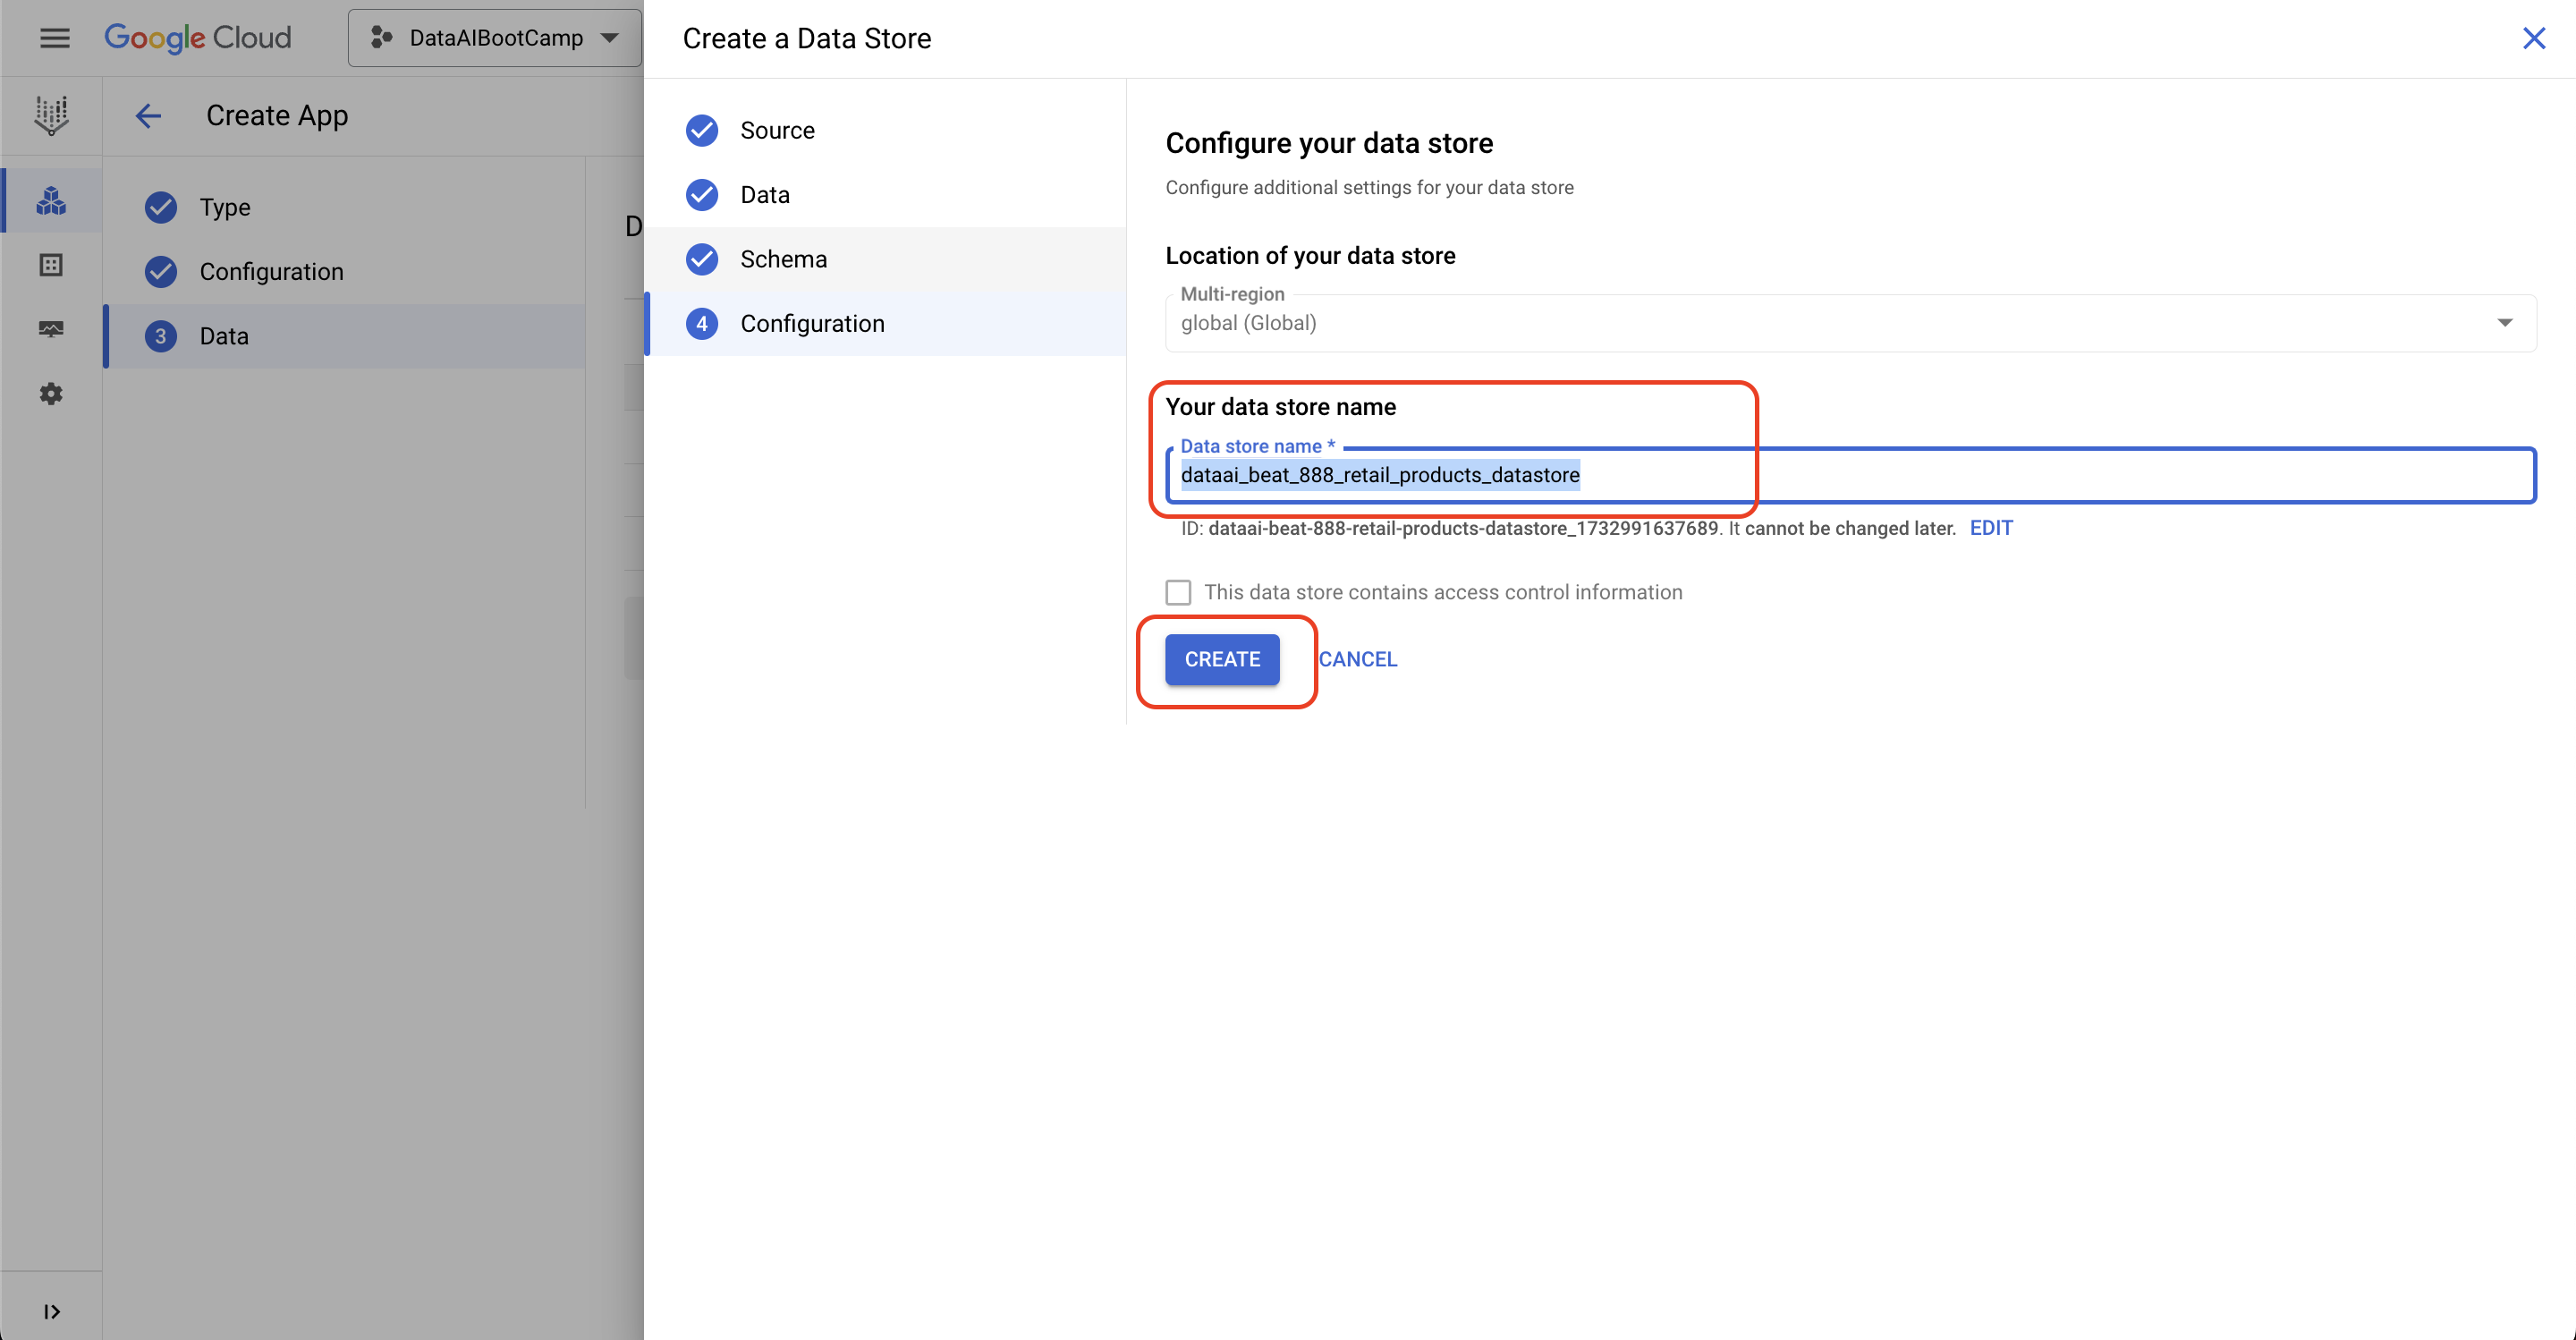 Google Cloud
DataAIBootCamp
Create App
Type
Configuration
3 Data
D
Create a Data Store
Source
Data
Schema
4 Configuration
Configure your data store
Configure additional settings for your data store
Location of your data store
Multi-region
global (Global)
Your data store name
Data store name *
dataai_beat_888_retail_products_datastore
ID: dataai-beat-888-retail-products-datastore_1732991637689. It cannot be changed later. EDIT
This data store contains access control information
CREATE CANCEL